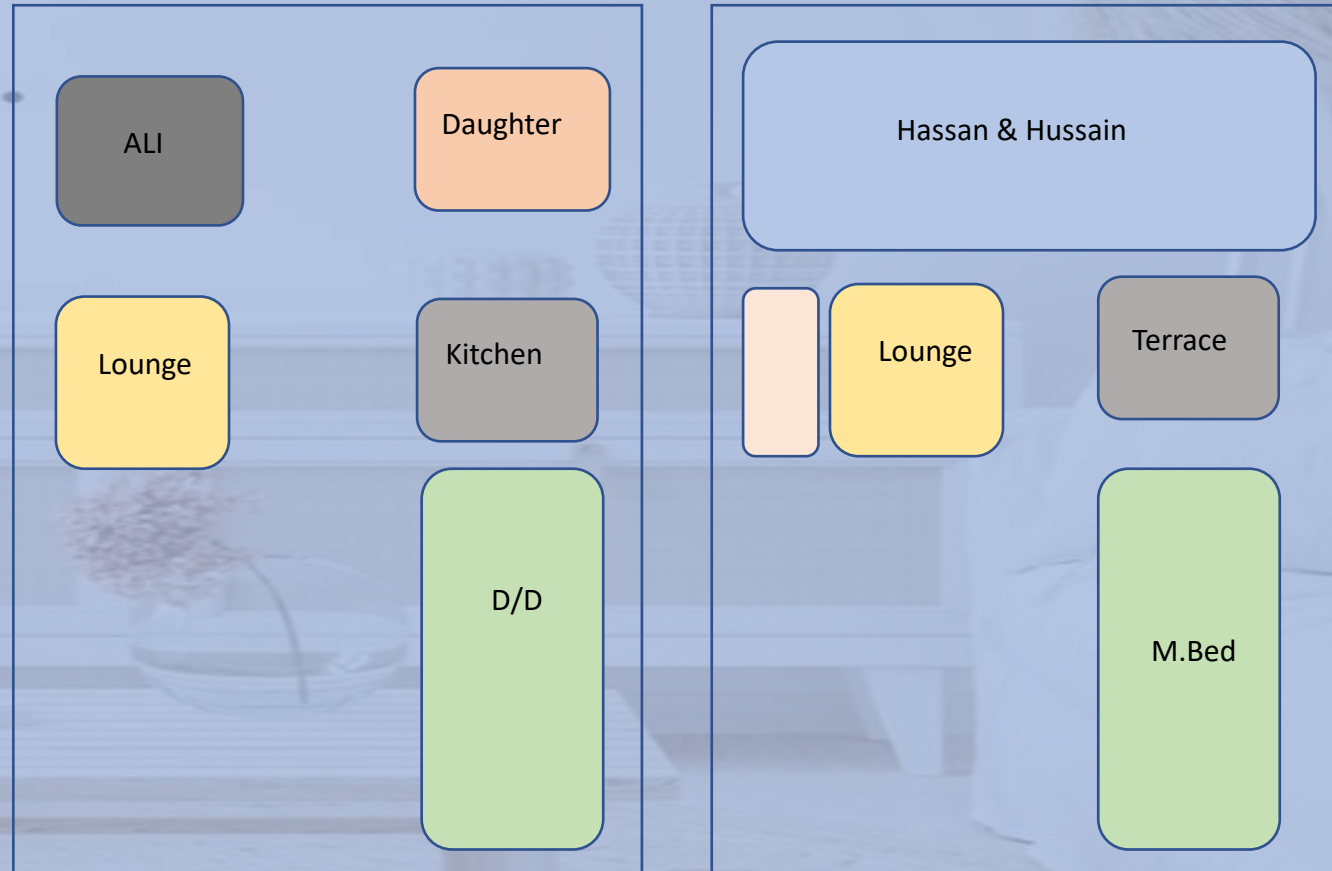 ALI
Daughter
Lounge
Kitchen
D/D
Hassan & Hussain
Lounge
Terrace
M.Bed